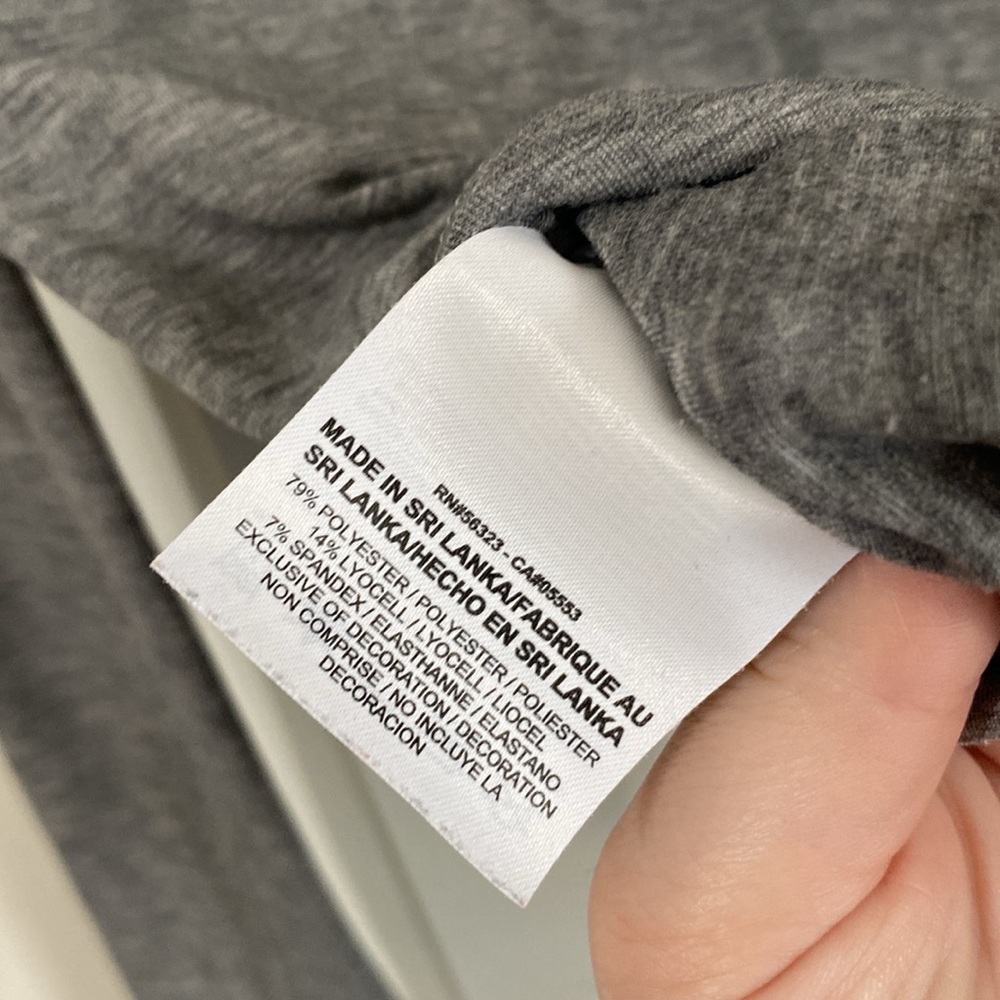 RN#56323 - CA#05553
MADE IN SRI LANKA/FABRIQUE AU
SRI LANKA/HECHO EN SRI LANKA
79% POLYESTER / POLYESTER / POLIESTER
14% LYOCELL / LYOCELL / LIOCEL
7% SPANDEX / ELASTHANNE / ELASTANO
EXCLUSIVE OF DECORATION / DECORATION
NON COMPRISE / NO INCLUYE LA
DECORACION